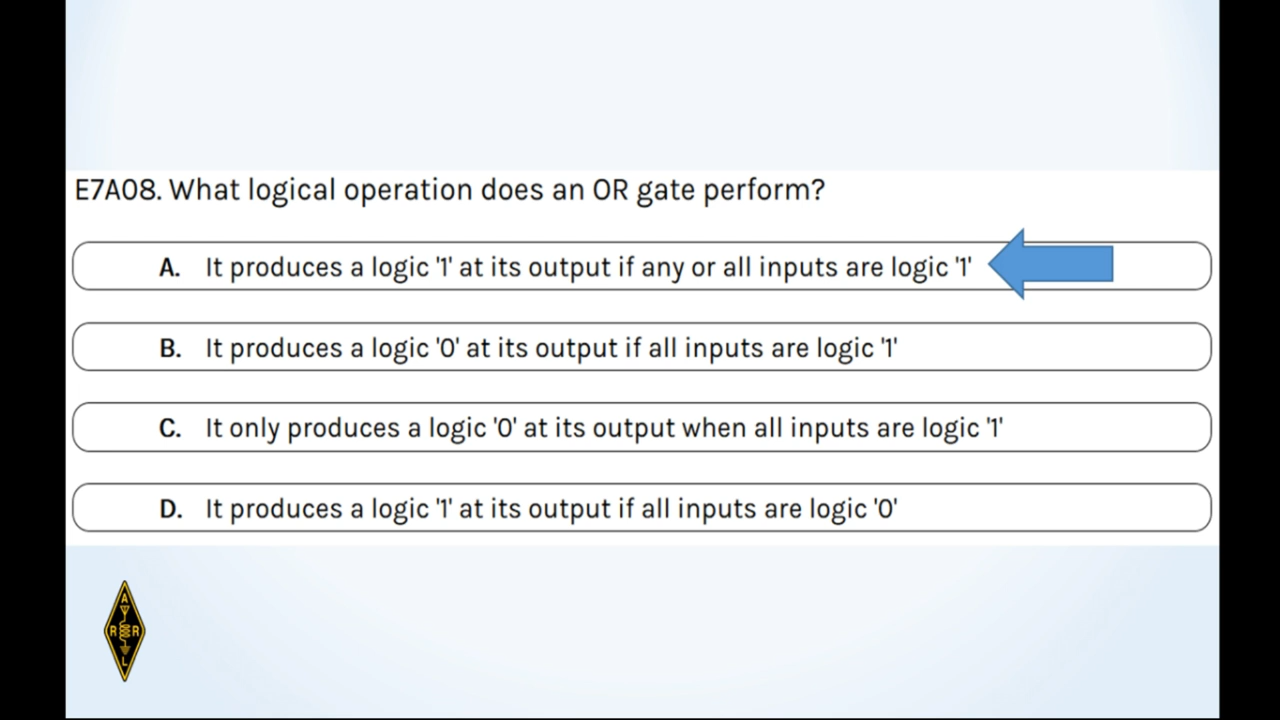 E7A08. What logical operation does an OR gate perform?
A. It produces a logic '1' at its output if any or all inputs are logic '1'
B. It produces a logic '0' at its output if all inputs are logic '1'
C. It only produces a logic '0' at its output when all inputs are logic '1'
D. It produces a logic '1' at its output if all inputs are logic '0'
A
R R
L